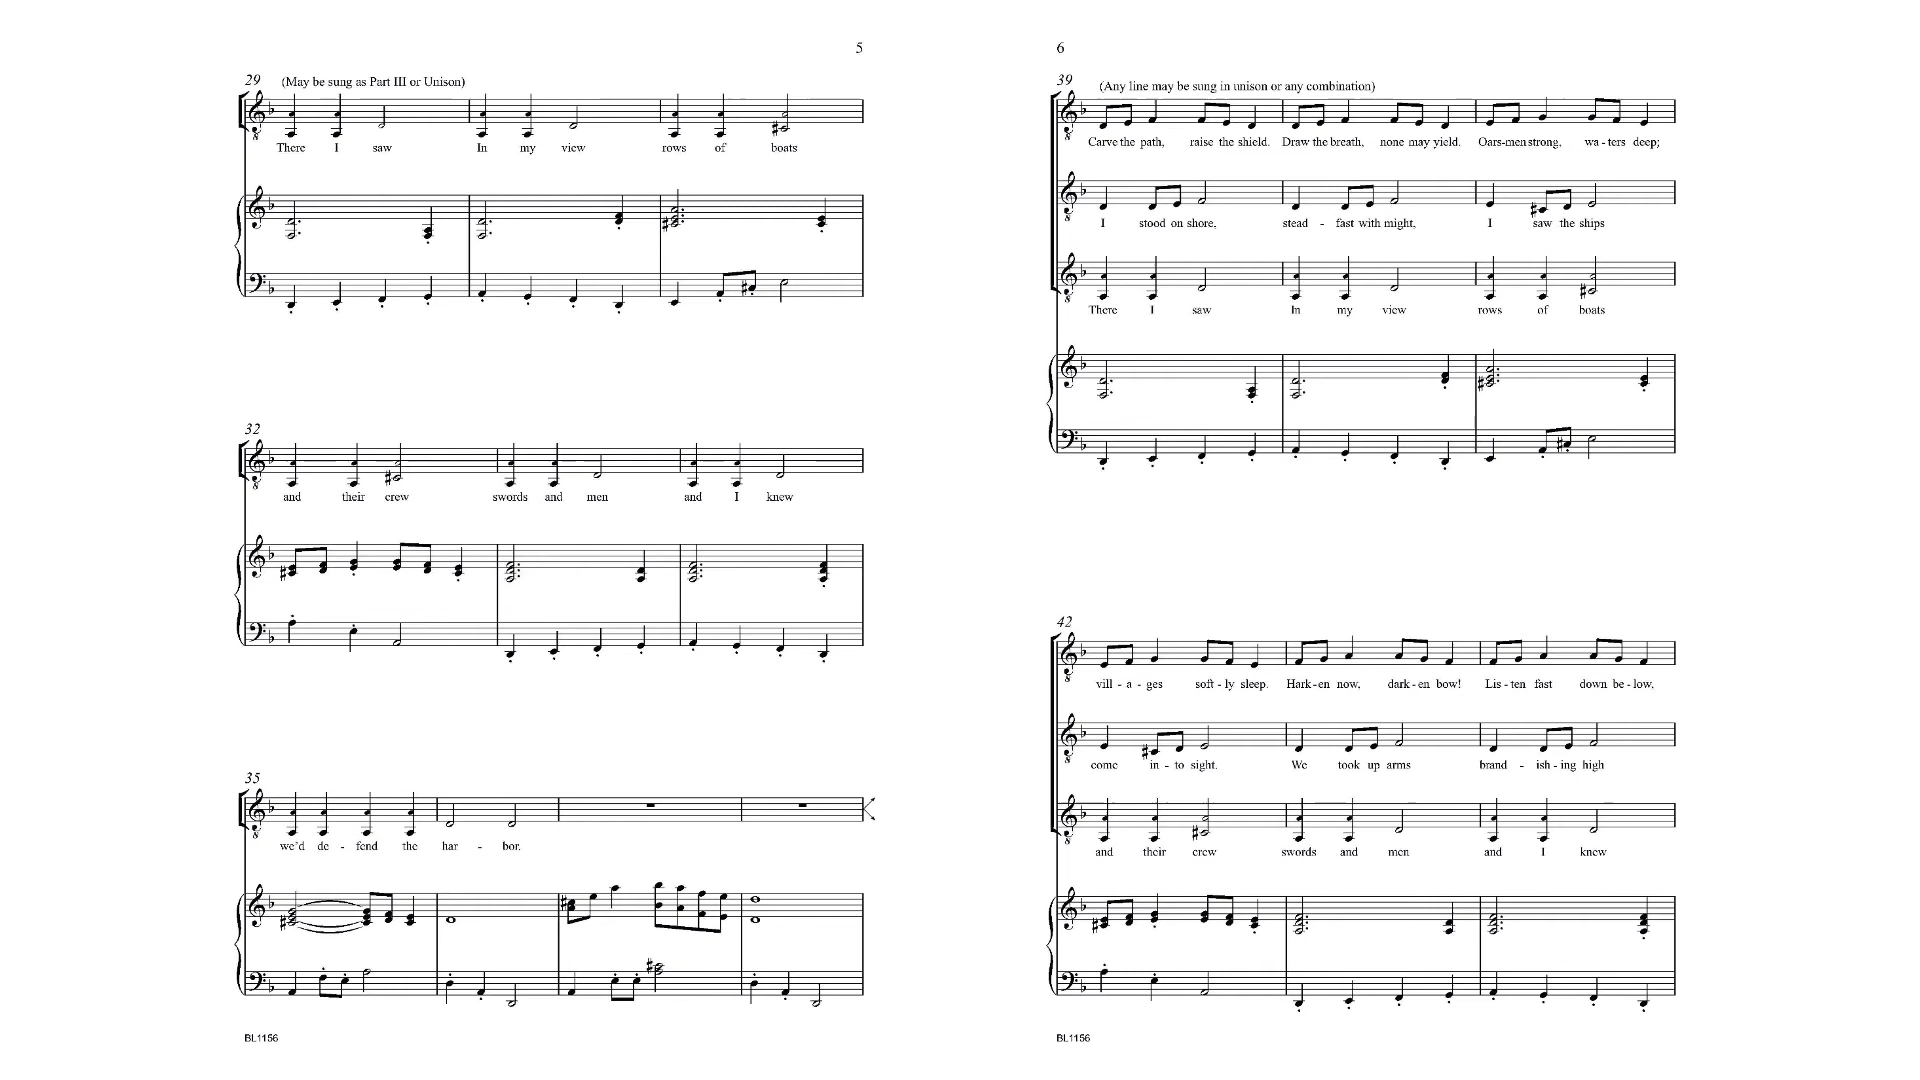 5
29 (May be sung as Part III or Unison)
There I saw In my view rows of boats
32
and their crew swords and men and I knew
35
we'd de - fend the har - bor.
BL1156
6
39 (Any line may be sung in unison or any combination)
Carve the path, raise the shield. Draw the breath, none may yield. Oars-men strong, wa - ters deep;
I stood on shore, stead - fast with might, I saw the ships
There I saw In my view rows of boats
42
vill - a - ges soft - ly sleep. Hark - en now, dark - en bow! Lis - ten fast down be - low,
come in - to sight. We took up arms brand - ish - ing high
and their crew swords and men and I knew
BL1156